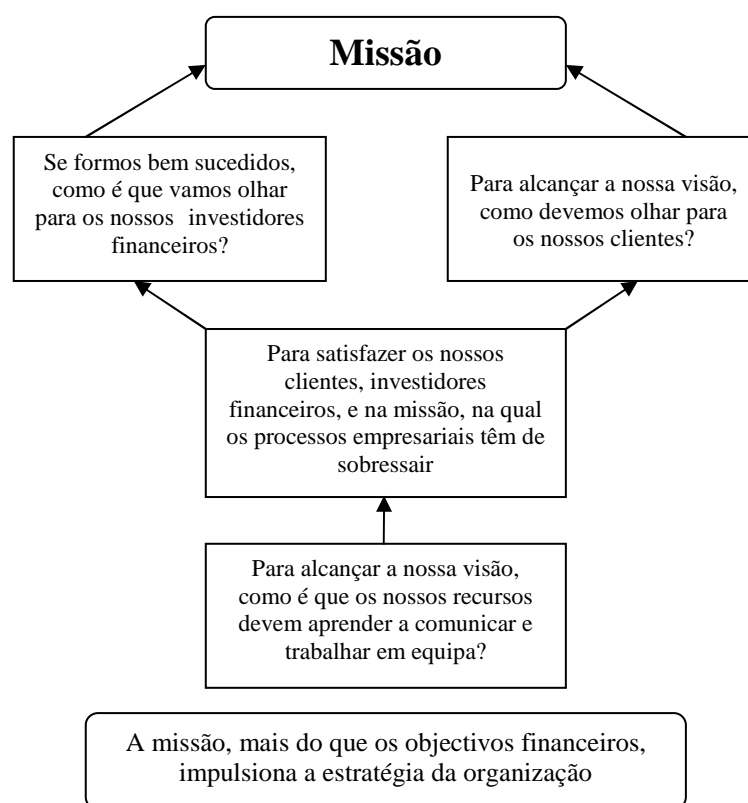 Missão
Se formos bem sucedidos,
como é que vamos olhar
para os nossos investidores
financeiros?
Para alcançar a nossa visão,
como devemos olhar para
os nossos clientes?
Para satisfazer os nossos
clientes, investidores
financeiros, e na missão, na qual
os processos empresariais têm de
sobressair
Para alcançar a nossa visão,
como é que os nossos recursos
devem aprender a comunicar e
trabalhar em equipa?
A missão, mais do que os objectivos financeiros,
impulsiona a estratégia da organização